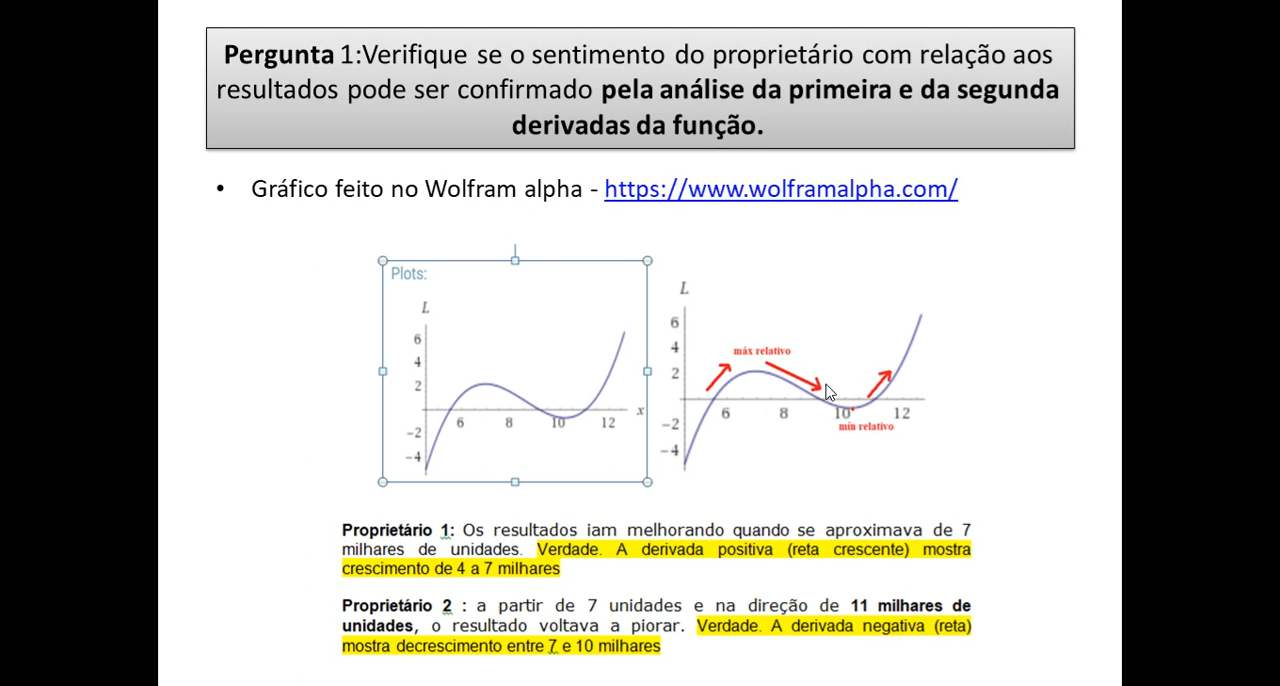 Pergunta 1:Verifique se o sentimento do proprietário com relação aos
resultados pode ser confirmado pela análise da primeira e da segunda
derivadas da função.
• Gráfico feito no Wolfram alpha - https://www.wolframalpha.com/
Plots:
L
6
4
2
-2
-4
6 8 10 12
x
L
6
4
2
-2
-4
máx relativo
6 8 10 12
mín relativo
Proprietário 1: Os resultados iam melhorando quando se aproximava de 7
milhares de unidades. Verdade. A derivada positiva (reta crescente) mostra
crescimento de 4 a 7 milhares
Proprietário 2 : a partir de 7 unidades e na direção de 11 milhares de
unidades, o resultado voltava a piorar. Verdade. A derivada negativa (reta)
mostra decrescimento entre 7 e 10 milhares